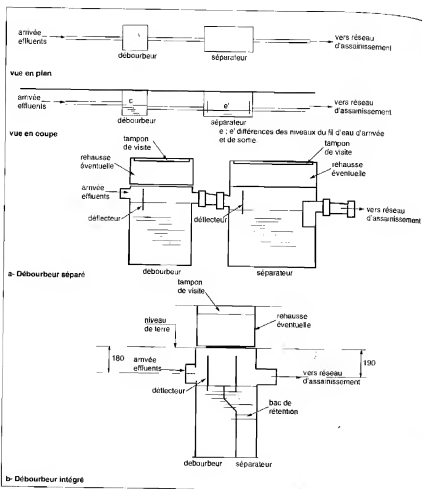 arrivée
effluents
débourbeur
séparateur
vers réseau
d'assainissement
vue en plan
arrivée
effluents
e
e'
débourbeur
séparateur
vers réseau
d'assainissement
vue en coupe
e ; e' différences des niveaux du fil d'eau d'arrivée
et de sortie.
tampon
de visite
tampon
de visite
rehausse
éventuelle
rehausse
éventuelle
arrivée
effluents
déflecteur
déflecteur
vers réseau
d'assainissement
débourbeur
séparateur
a- Débourbeur séparé
tampon
de visite
niveau
de terre
rehausse
éventuelle
180
190
arrivée
effluents
vers réseau
d'assainissement
déflecteur
bac de
rétention
debourbeur
séparateur
b- Débourbeur intégré